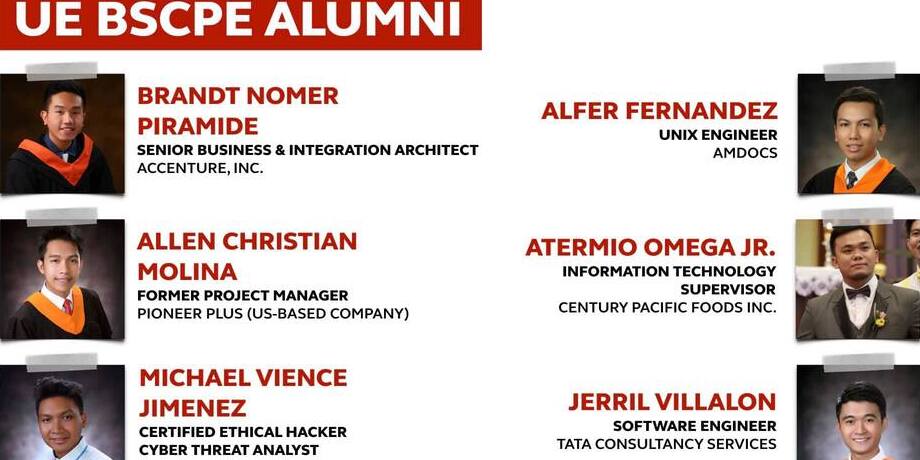 UE BSCPE ALUMNI
BRANDT NOMER
PIRAMIDE
SENIOR BUSINESS & INTEGRATION ARCHITECT
ACCENTURE, INC.
ALFER FERNANDEZ
UNIX ENGINEER
AMDOCS
ALLEN CHRISTIAN
MOLINA
FORMER PROJECT MANAGER
PIONEER PLUS (US-BASED COMPANY)
ATERMIO OMEGA JR.
INFORMATION TECHNOLOGY
SUPERVISOR
CENTURY PACIFIC FOODS INC.
MICHAEL VIENCE
JIMENEZ
CERTIFIED ETHICAL HACKER
CYBER THREAT ANALYST
JERRIL VILLALON
SOFTWARE ENGINEER
TATA CONSULTANCY SERVICES